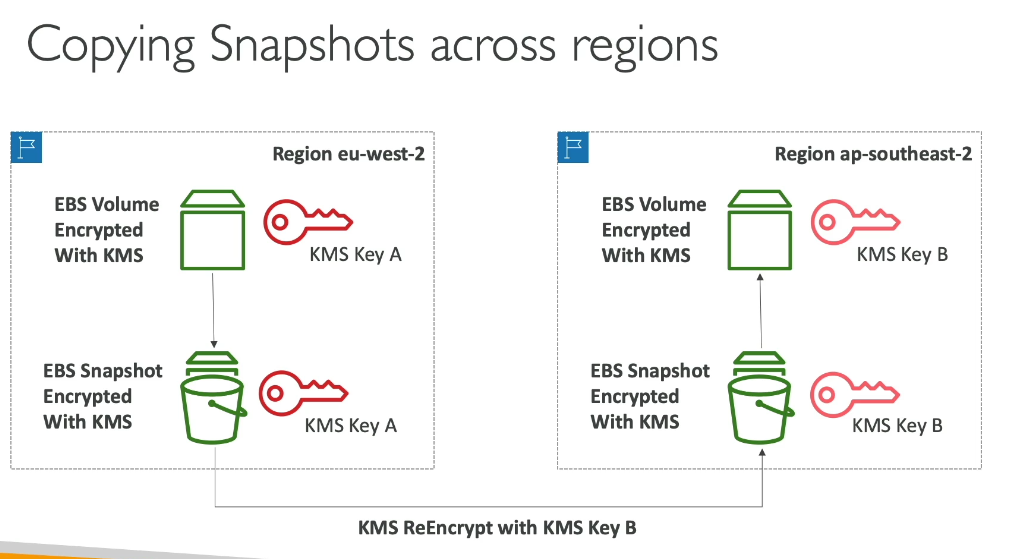 Copying Snapshots across regions
Region eu-west-2
EBS Volume
Encrypted
With KMS
KMS Key A
EBS Snapshot
Encrypted
With KMS
KMS Key A
Region ap-southeast-2
EBS Volume
Encrypted
With KMS
KMS Key B
EBS Snapshot
Encrypted
With KMS
KMS Key B
KMS ReEncrypt with KMS Key B